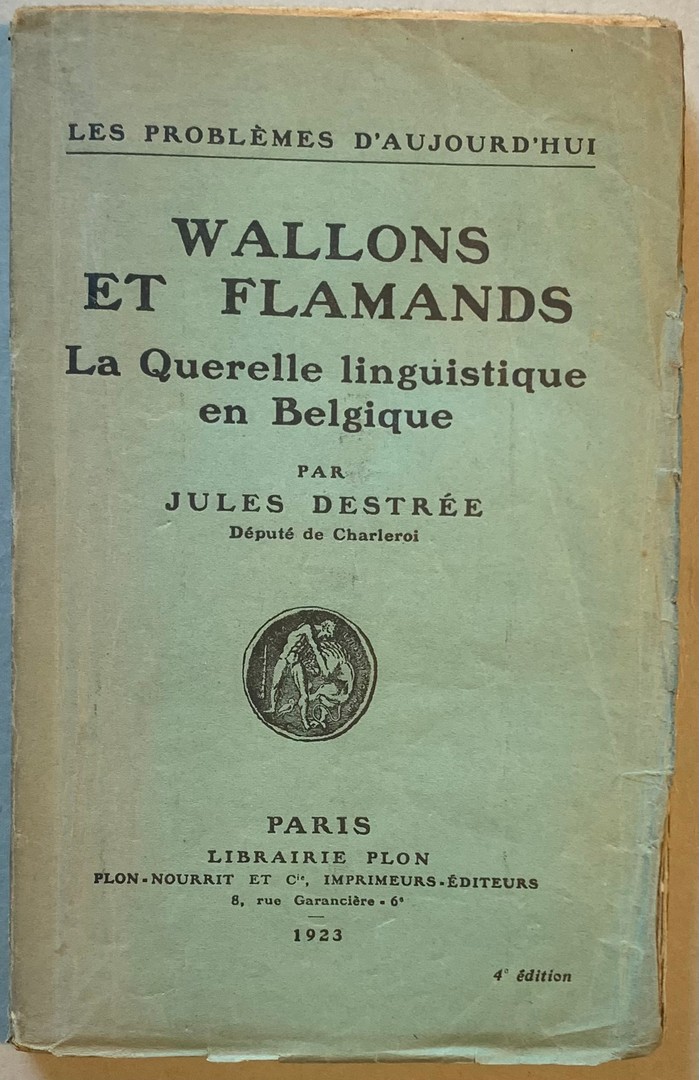 LES PROBLÈMES D'AUJOURD'HUI
WALLONS
ET FLAMANDS
La Querelle linguistique
en Belgique
PAR
JULES DESTRÉE
Député de Charleroi
PARIS
LIBRAIRIE PLON
PLON-NOURRIT ET Cⁱᵉ, IMPRIMEURS-ÉDITEURS
8, rue Garancière - 6ᵉ
1923
4ᵉ édition